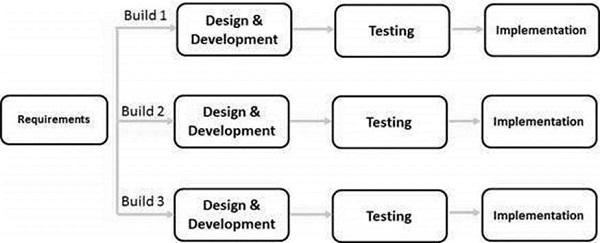 Build 1
Design &
Development
Testing
Implementation
Requirements
Build 2
Design &
Development
Testing
Implementation
Build 3
Design &
Development
Testing
Implementation